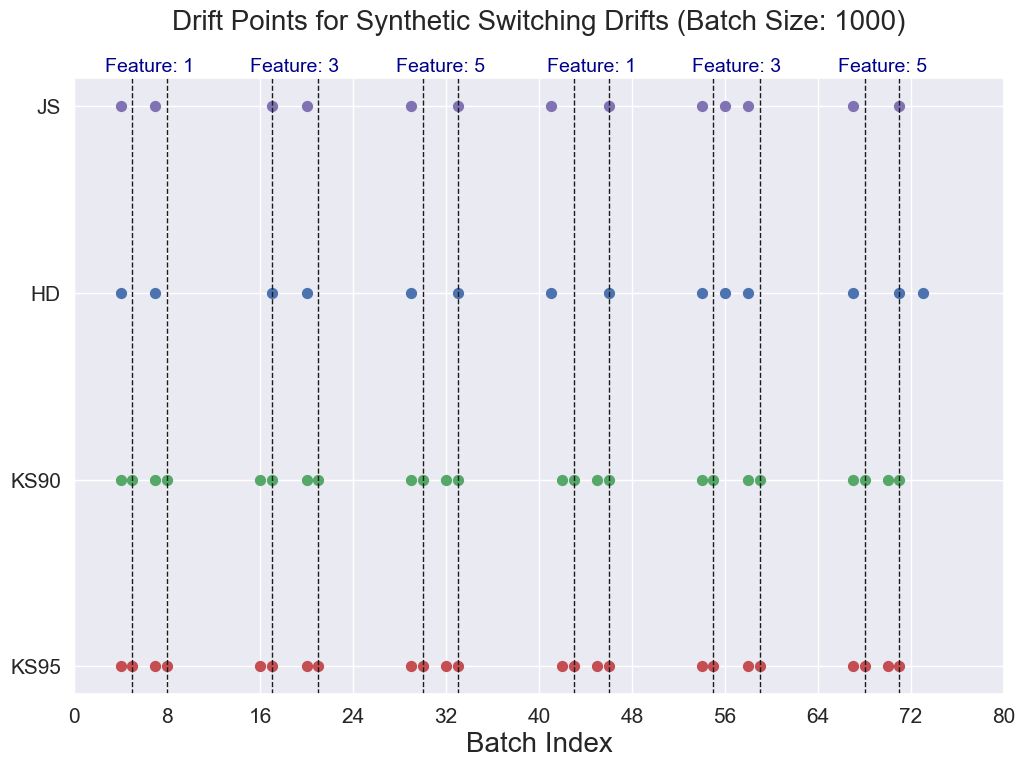 Drift Points for Synthetic Switching Drifts (Batch Size: 1000)
Feature: 1 Feature: 3 Feature: 5 Feature: 1 Feature: 3 Feature: 5
JS
HD
KS90
KS95
0 8 16 24 32 40 48 56 64 72 80
Batch Index